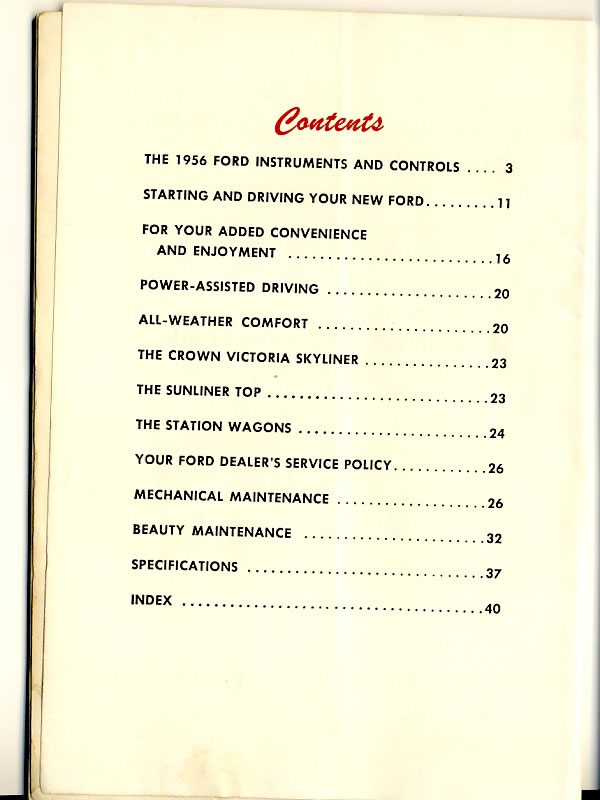 Contents
THE 1956 FORD INSTRUMENTS AND CONTROLS .... 3
STARTING AND DRIVING YOUR NEW FORD.........11
FOR YOUR ADDED CONVENIENCE
AND ENJOYMENT ..........................16
POWER-ASSISTED DRIVING .....................20
ALL-WEATHER COMFORT ......................20
THE CROWN VICTORIA SKYLINER ................23
THE SUNLINER TOP ............................23
THE STATION WAGONS ........................24
YOUR FORD DEALER'S SERVICE POLICY............26
MECHANICAL MAINTENANCE ...................26
BEAUTY MAINTENANCE .......................32
SPECIFICATIONS ..............................37
INDEX ......................................40